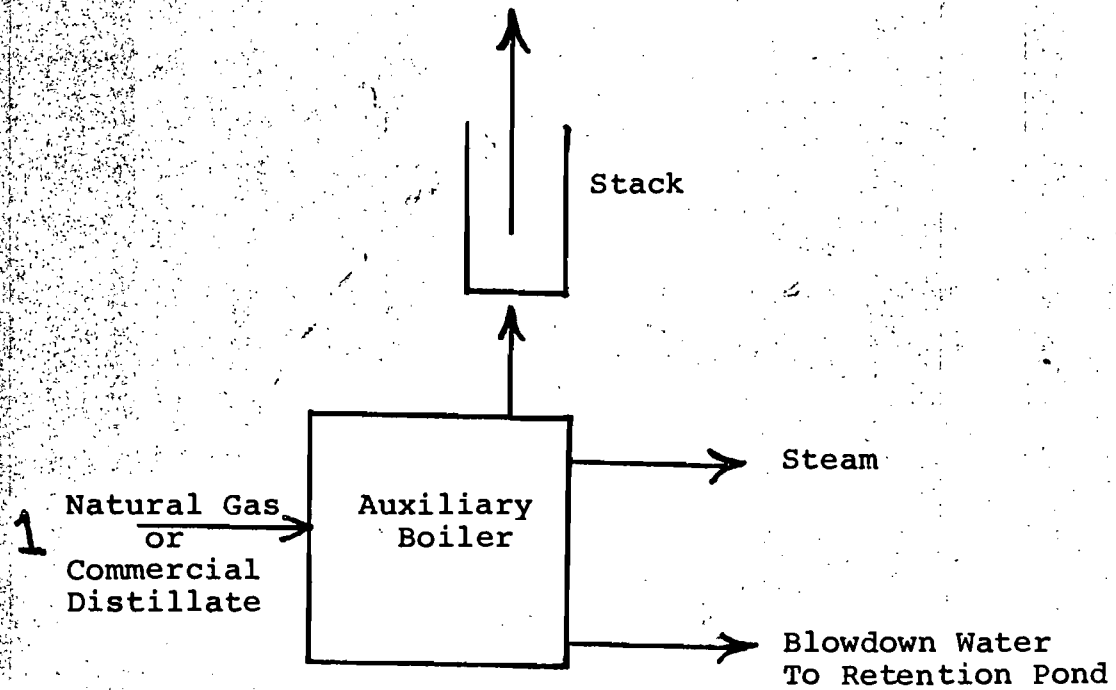 Stack
Steam
1
Natural Gas
or
Commercial
Distillate
Auxiliary
Boiler
Blowdown Water
To Retention Pond